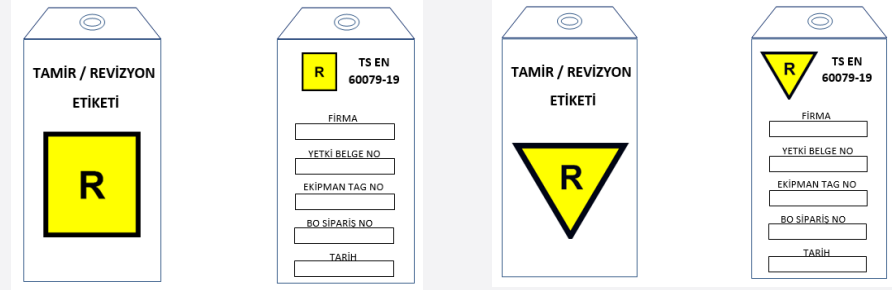 TAMİR / REVİZYON
ETİKETİ
R
R
TS EN
60079-19
FİRMA
YETKİ BELGE NO
EKİPMAN TAG NO
BO SİPARİŞ NO
TARİH
TAMİR / REVİZYON
ETİKETİ
R
R
TS EN
60079-19
FİRMA
YETKİ BELGE NO
EKİPMAN TAG NO
BO SİPARİŞ NO
TARİH